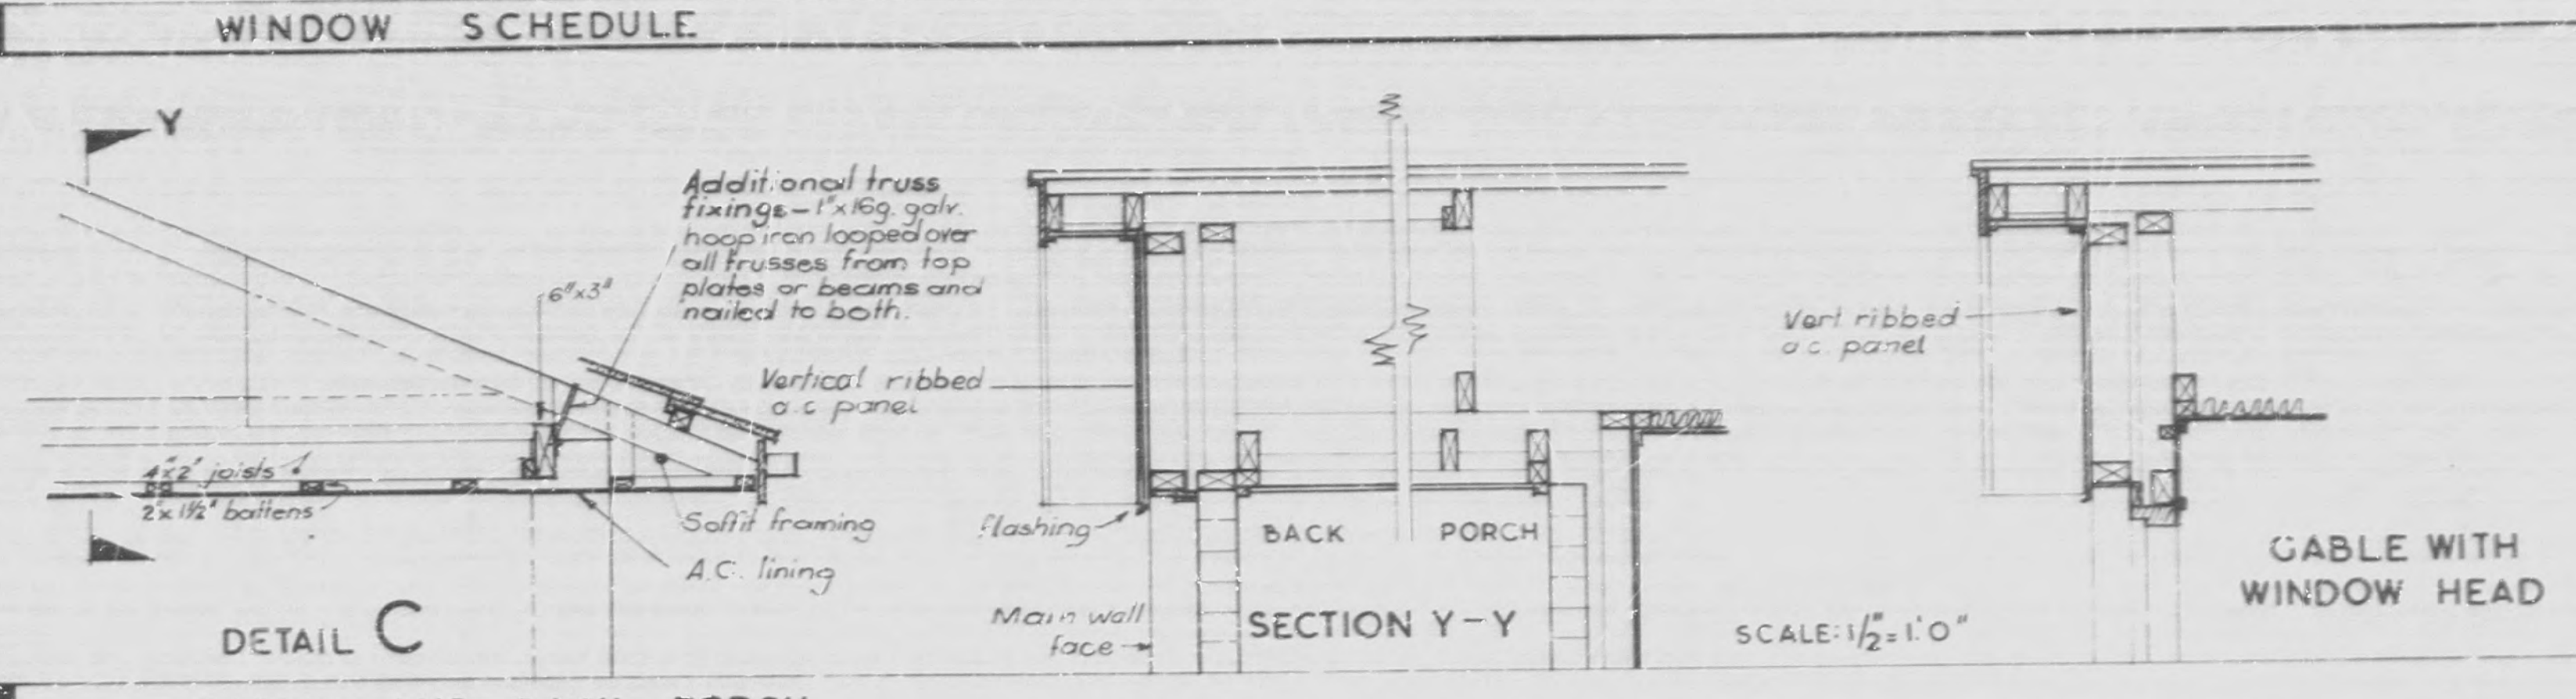 WINDOW SCHEDULE
Y
Additional truss
fixings – 1"x16g. galv.
hoop iron looped over
all trusses from top
plates or beams and
nailed to both.
6"x3"
Vertical ribbed
a.c panel
4"x2" joists
2"x1½" battens
Soffit framing
A.C. lining
DETAIL C
flashing
BACK PORCH
Main wall
face
SECTION Y-Y
SCALE: 1/2"=1'.0"
Vert ribbed
a c. panel
GABLE WITH
WINDOW HEAD
PORCH